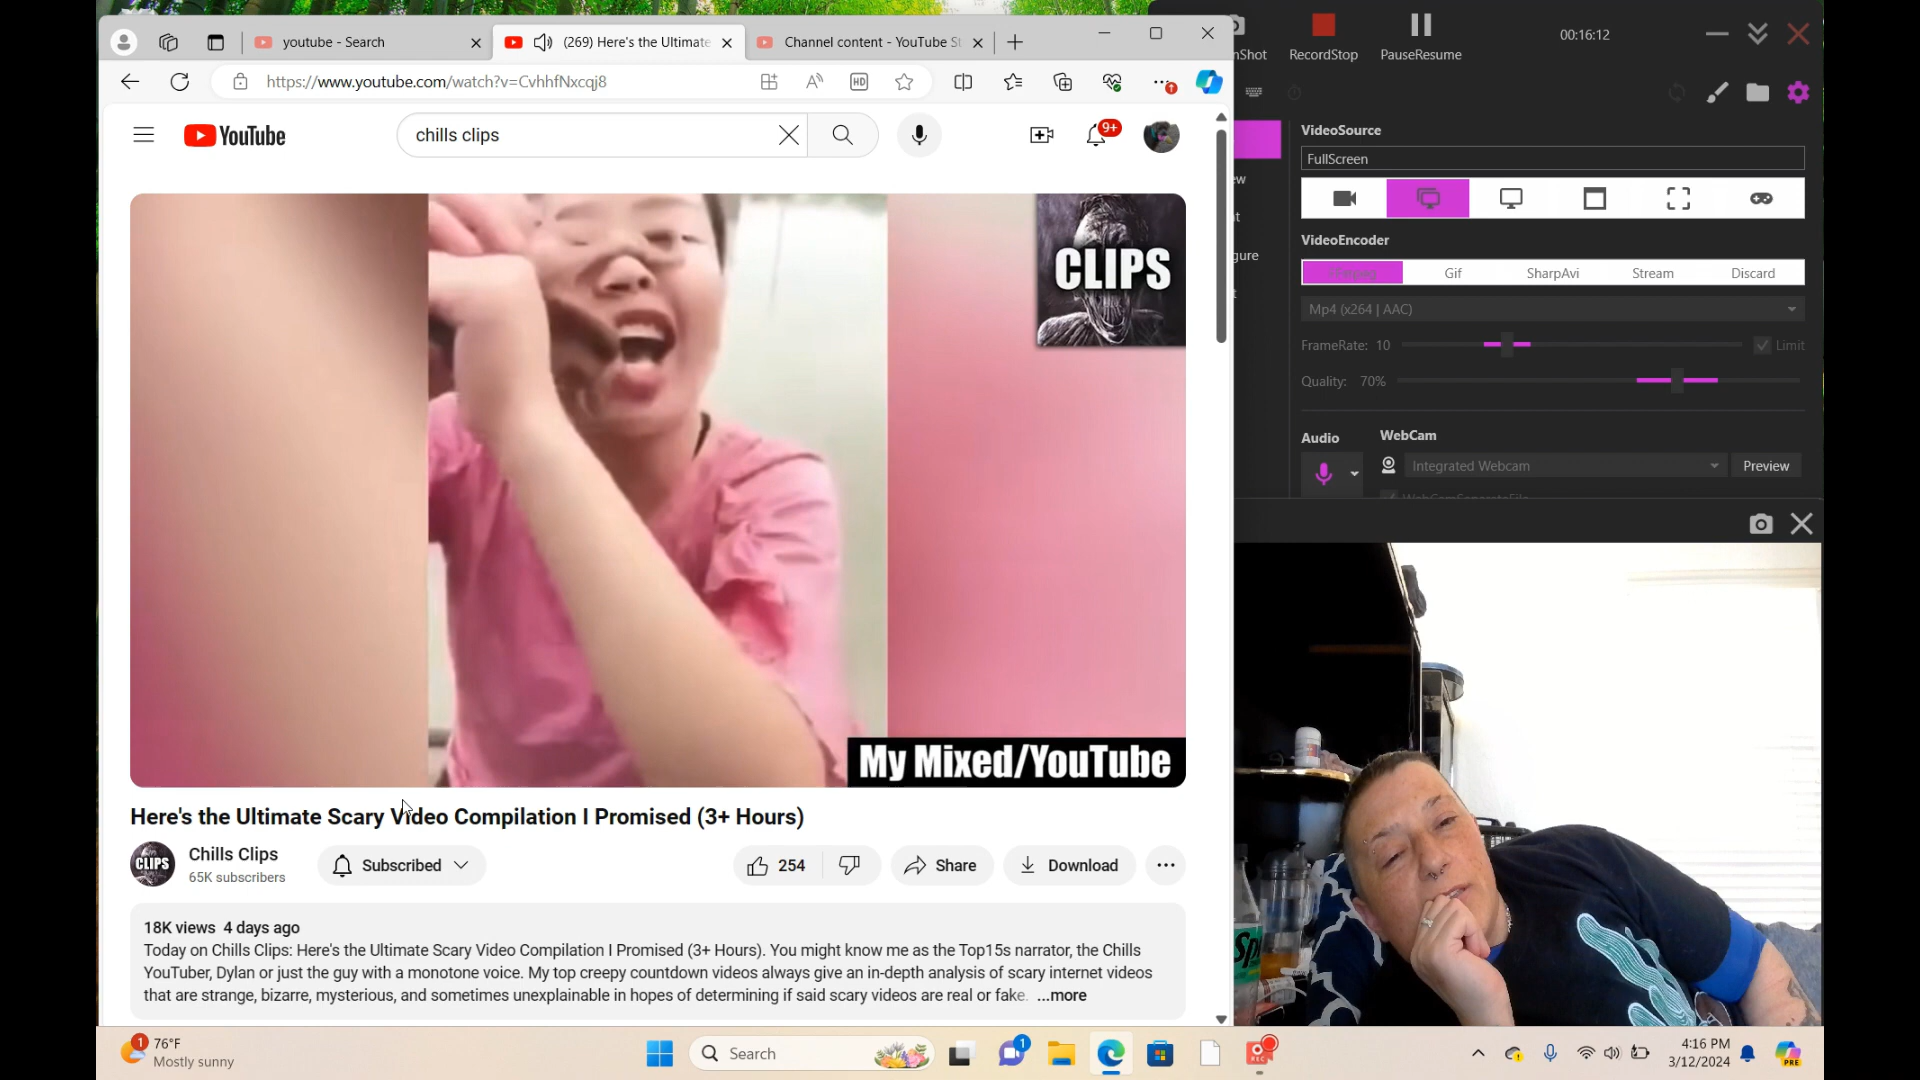 youtube - Search
(269) Here's the Ultimate
Channel content - YouTube St
https://www.youtube.com/watch?v=CvhhfNxcqj8
HD
YouTube
chills clips
9+
CLIPS
My Mixed/YouTube
Here's the Ultimate Scary Video Compilation I Promised (3+ Hours)
CLIPS
Chills Clips
65K subscribers
Subscribed
254
Share
Download
18K views 4 days ago
Today on Chills Clips: Here's the Ultimate Scary Video Compilation I Promised (3+ Hours). You might know me as the Top15s narrator, the Chills
YouTuber, Dylan or just the guy with a monotone voice. My top creepy countdown videos always give an in-depth analysis of scary internet videos
that are strange, bizarre, mysterious, and sometimes unexplainable in hopes of determining if said scary videos are real or fake. ...more
nShot
RecordStop
PauseResume
00:16:12
VideoSource
FullScreen
VideoEncoder
Gif
SharpAvi
Stream
Discard
Mp4 (x264 | AAC)
FrameRate: 10
Limit
Quality: 70%
Audio
WebCam
Integrated Webcam
Preview
ew
gure
1
76°F
Mostly sunny
Search
1
REC
4:16 PM
3/12/2024
PRE